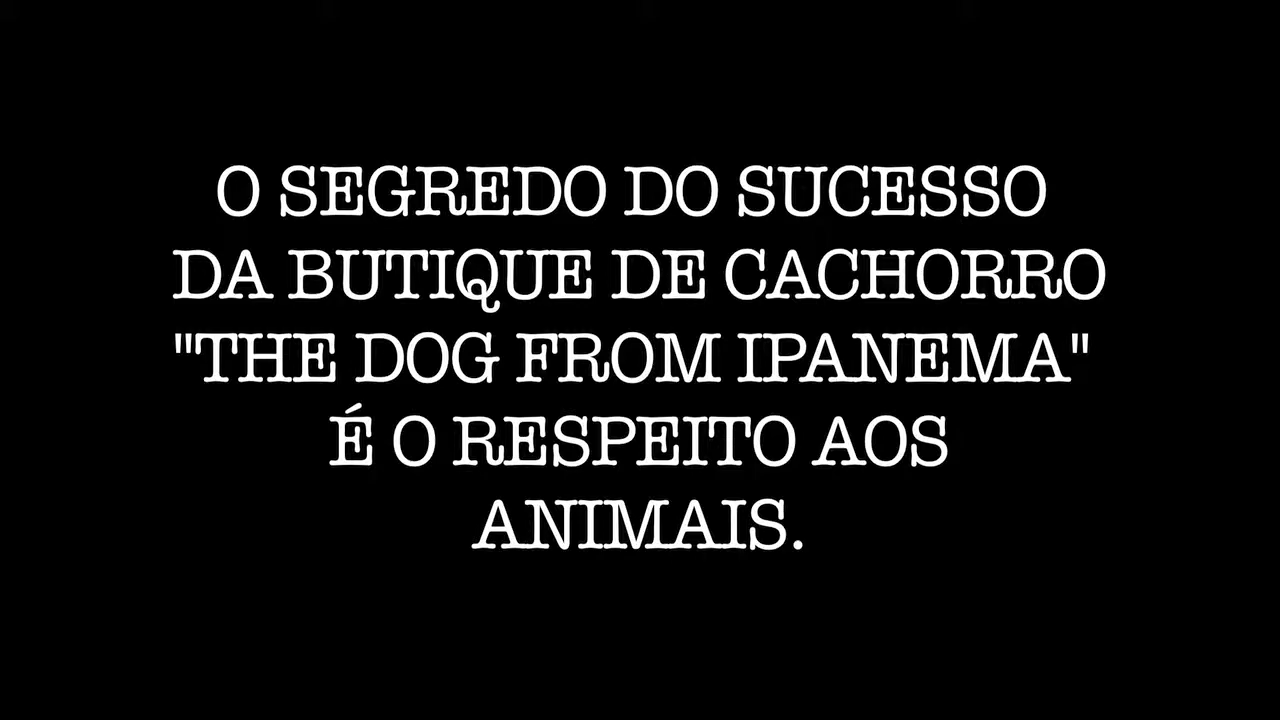 O SEGREDO DO SUCESSO
DA BUTIQUE DE CACHORRO
"THE DOG FROM IPANEMA"
É O RESPEITO AOS
ANIMAIS.